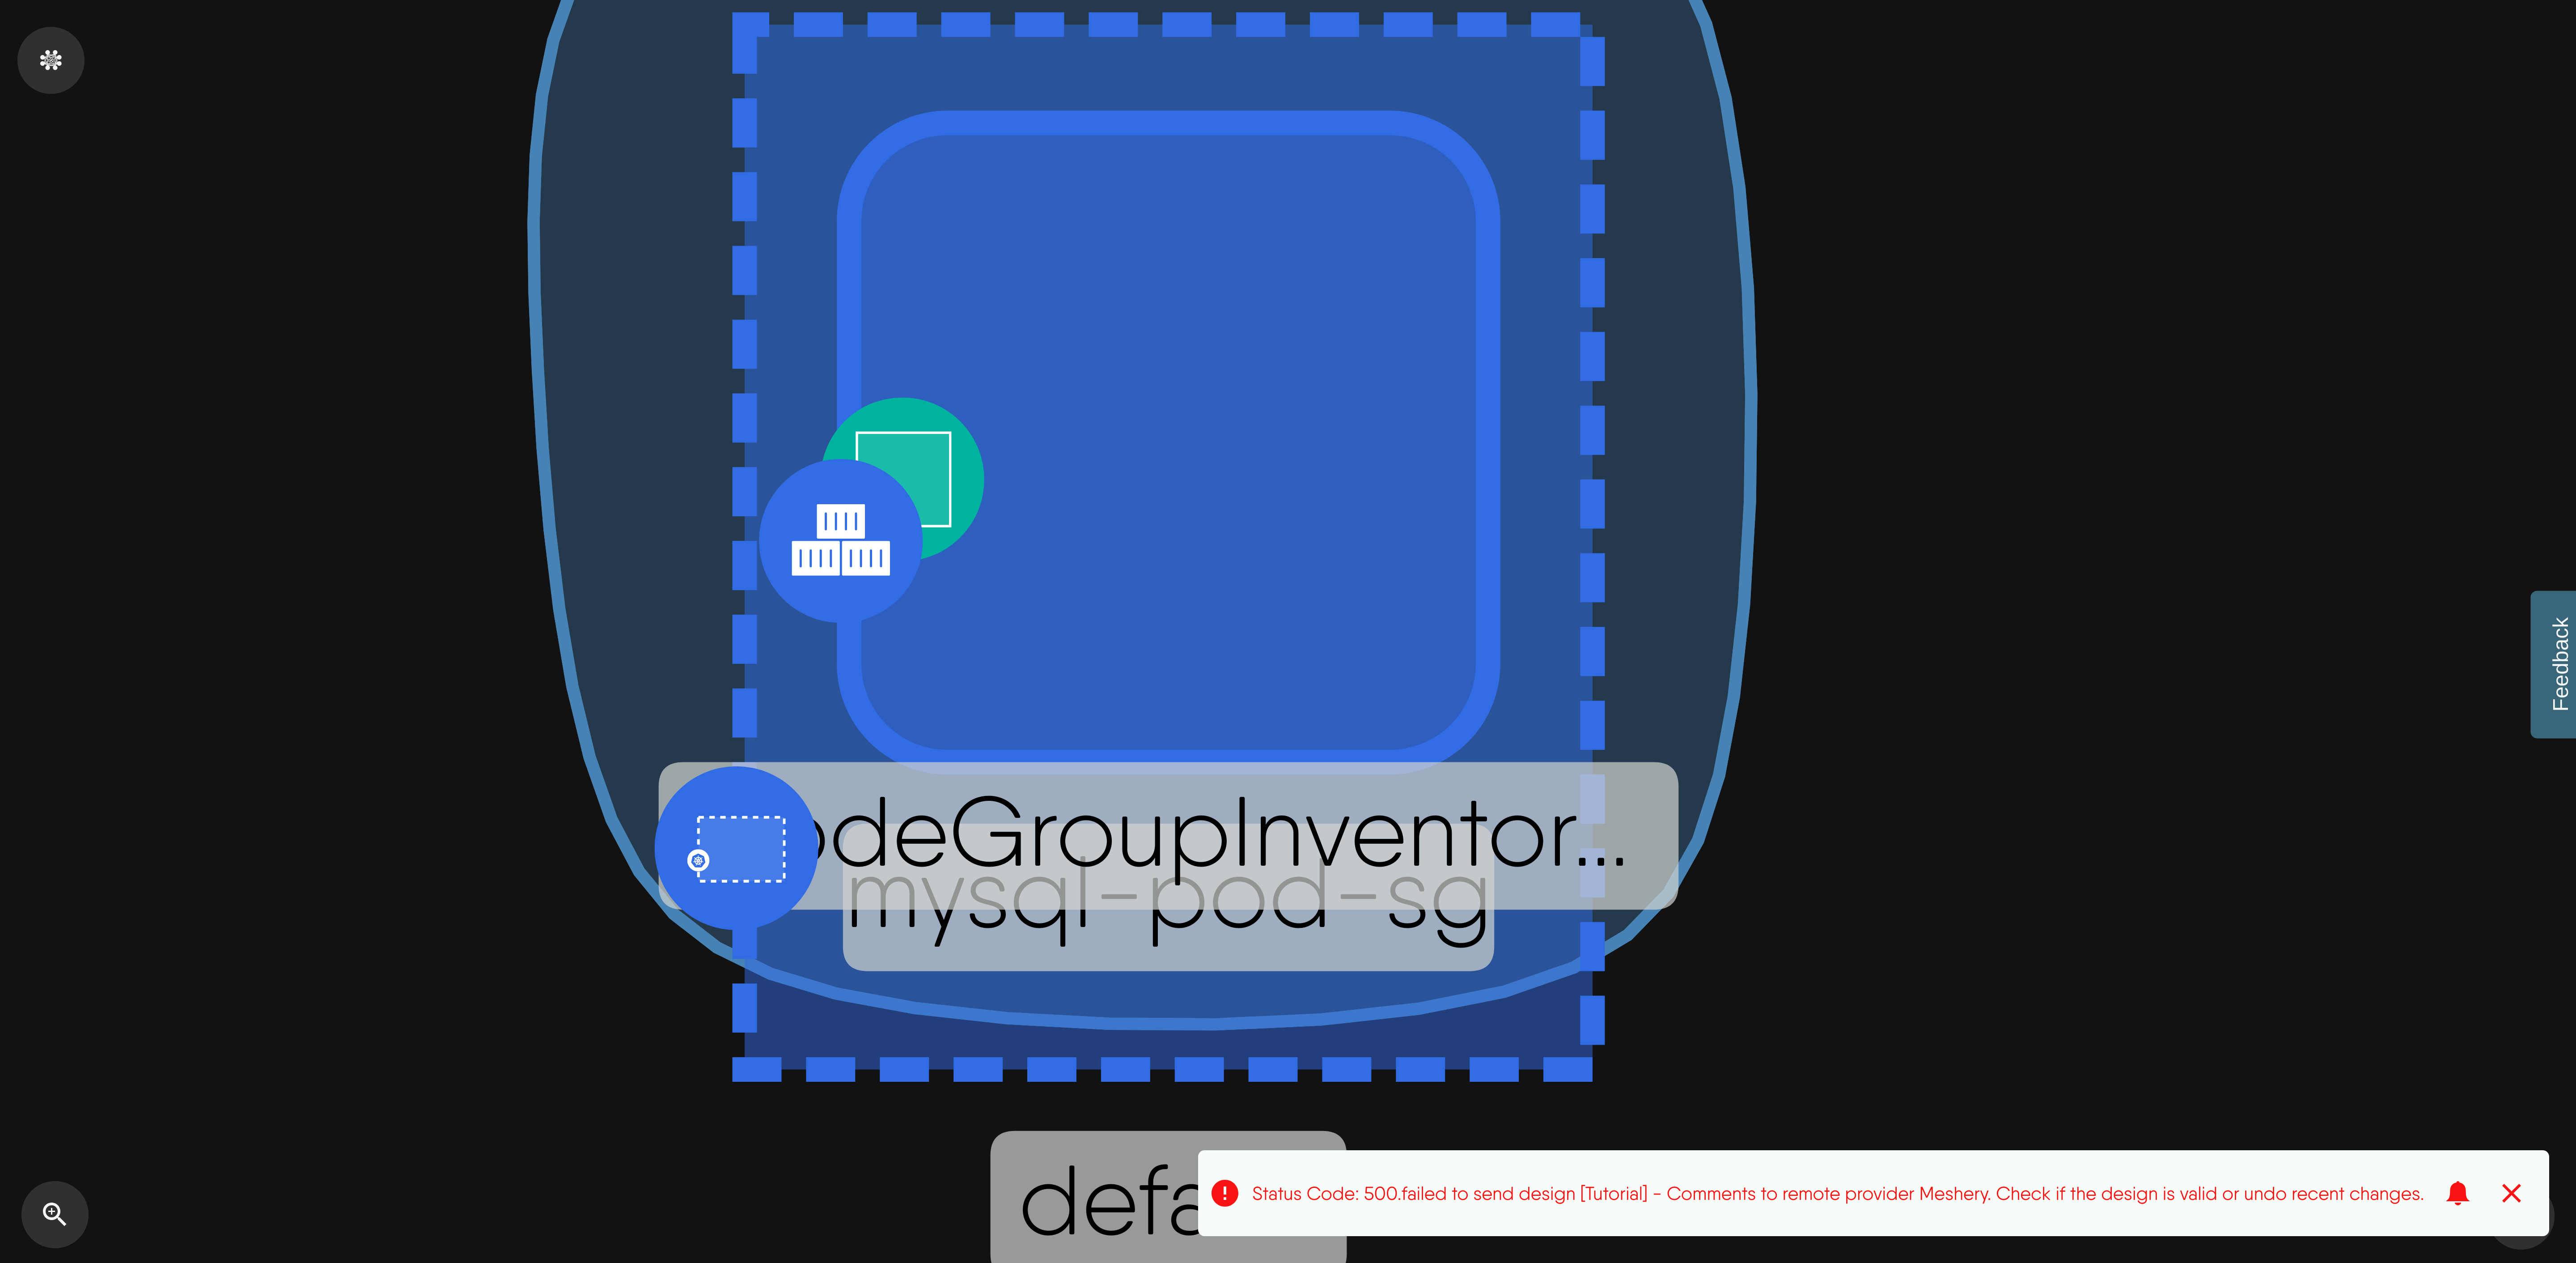 odeGroupInventor...
mysql-pod-sg
defa
Status Code: 500.failed to send design [Tutorial] - Comments to remote provider Meshery. Check if the design is valid or undo recent changes.
Feedback